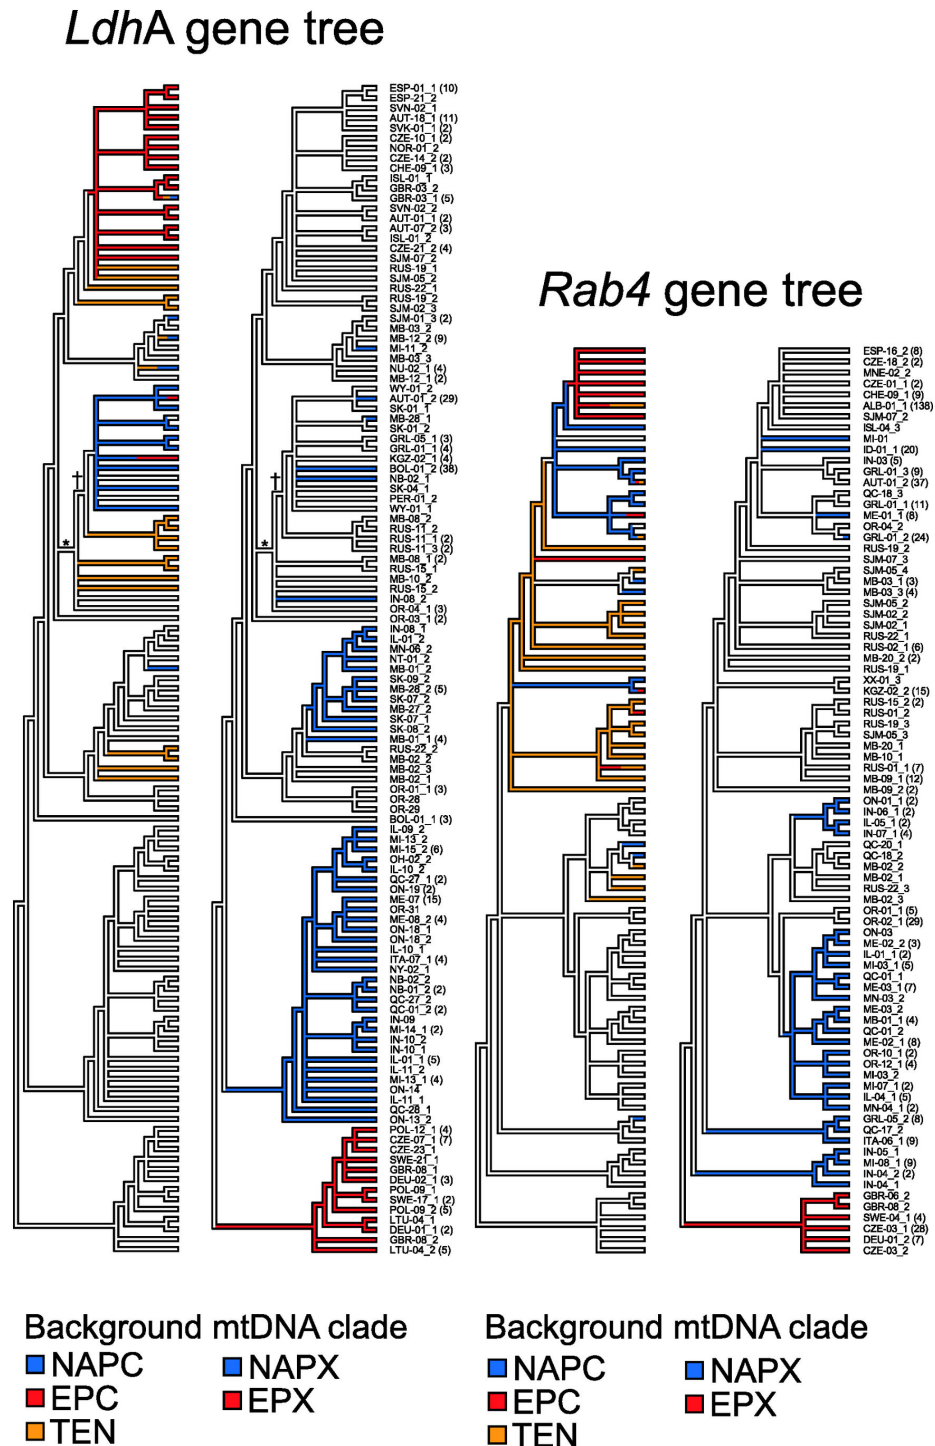 LdhA gene tree
ESP-01_1 (10)
ESP-21_2
SVN-02_1
AUT-18_1 (11)
SVK-01_1 (2)
CZE-10_1 (2)
NOR-01_2
CZE-14_2 (2)
CHE-09_1 (3)
ISL-01_1
GBR-03_2
GBR-03_1 (5)
SVN-02_2
AUT-01_1 (2)
AUT-07_2 (3)
ISL-01_2
CZE-21_2 (4)
SJM-07_2
RUS-19_1
SJM-05_2
RUS-22_1
RUS-19_2
SJM-02_3
SJM-01_3 (2)
MB-03_2
MB-12_2 (9)
MI-11_2
MB-03_3
NU-02_1 (4)
MB-12_1 (2)
WY-01_2
AUT-01_2 (29)
SK-01_1
MB-28_1
SK-01_2
GRL-05_1 (3)
GRL-01_1 (4)
KGZ-02_1 (4)
BOL-01_2 (38)
NB-02_1
SK-04_1
PER-01_2
WY-01_1
MB-08_2
RUS-11_2
RUS-11_1 (2)
RUS-11_3 (2)
MB-08_1 (2)
RUS-15_1
MB-10_2
RUS-15_2
IN-08_2
OR-04_1 (3)
OR-03_1 (2)
IN-08_1
IL-01_2
MN-06_2
NT-01_2
MB-01_2
SK-09_2
MB-28_2 (5)
SK-07_2
MB-27_2
SK-07_1
SK-08_2
MB-01_1 (4)
RUS-22_2
MB-02_2
MB-02_3
MB-02_1
OR-01_1 (3)
OR-28
OR-29
BOL-01_1 (3)
IL-09_2
MI-13_2
MI-15_2 (6)
OH-02_2
IL-10_2
QC-27_1 (2)
ON-19 (2)
ME-07 (15)
OR-31
ME-08_2 (4)
ON-18_1
ON-18_2
IL-10_1
ITA-07_1 (4)
NY-02_1
NB-02_2
NB-01_2 (2)
QC-27_2
QC-01_2 (2)
IN-09
MI-14_1 (2)
IN-10_2
IN-10_1
IL-01_1 (5)
IL-11_2
MI-13_1 (4)
ON-14
IL-11_1
QC-28_1
ON-13_2
POL-12_1 (4)
CZE-07_1 (7)
CZE-23_1
SWE-21_1
GBR-08_1
DEU-02_1 (3)
POL-09_1
SWE-17_1 (2)
POL-09_2 (5)
LTU-04_1
DEU-01_1 (2)
GBR-08_2
LTU-04_2 (5)
†
*
†
*
Background mtDNA clade
NAPC
NAPX
EPC
EPX
TEN
Rab4 gene tree
ESP-16_2 (8)
CZE-18_2 (2)
MNE-02_2
CZE-01_1 (2)
CHE-09_1 (9)
ALB-01_1 (138)
SJM-07_2
ISL-04_3
MI-01
ID-01_1 (20)
IN-03 (5)
GRL-01_3 (9)
AUT-01_2 (37)
QC-18_3
GRL-01_1 (11)
ME-01_1 (8)
OR-04_2
GRL-01_2 (24)
RUS-19_2
SJM-07_3
SJM-05_4
MB-03_1 (3)
MB-03_3 (4)
SJM-05_2
SJM-02_2
SJM-02_1
RUS-22_1
RUS-02_1 (6)
MB-20_2 (2)
RUS-19_1
XX-01_3
KGZ-02_2 (15)
RUS-15_2 (2)
RUS-01_2
RUS-19_3
SJM-05_3
MB-20_1
MB-10_1
RUS-01_1 (7)
MB-09_1 (12)
MB-09_2 (2)
ON-01_1 (2)
IN-06_1 (2)
IL-05_1 (2)
IN-07_1 (4)
QC-20_1
QC-18_2
MB-02_2
MB-02_1
RUS-22_3
MB-02_3
OR-01_1 (5)
OR-02_1 (29)
ON-03
ME-02_2 (3)
IL-01_1 (2)
MI-03_1 (5)
QC-01_1
ME-03_1 (7)
MN-03_2
ME-03_2
MB-01_1 (4)
QC-01_2
ME-02_1 (8)
OR-10_1 (2)
OR-12_1 (4)
MI-03_2
MI-07_1 (2)
IL-04_1 (5)
MN-04_1 (2)
GRL-05_2 (8)
QC-17_2
ITA-06_1 (9)
IN-05_1
MI-08_1 (9)
IN-04_2 (2)
IN-04_1
GBR-06_2
GBR-08_2
SWE-04_1 (4)
CZE-03_1 (28)
DEU-01_2 (7)
CZE-03_2
Background mtDNA clade
NAPC
NAPX
EPC
EPX
TEN